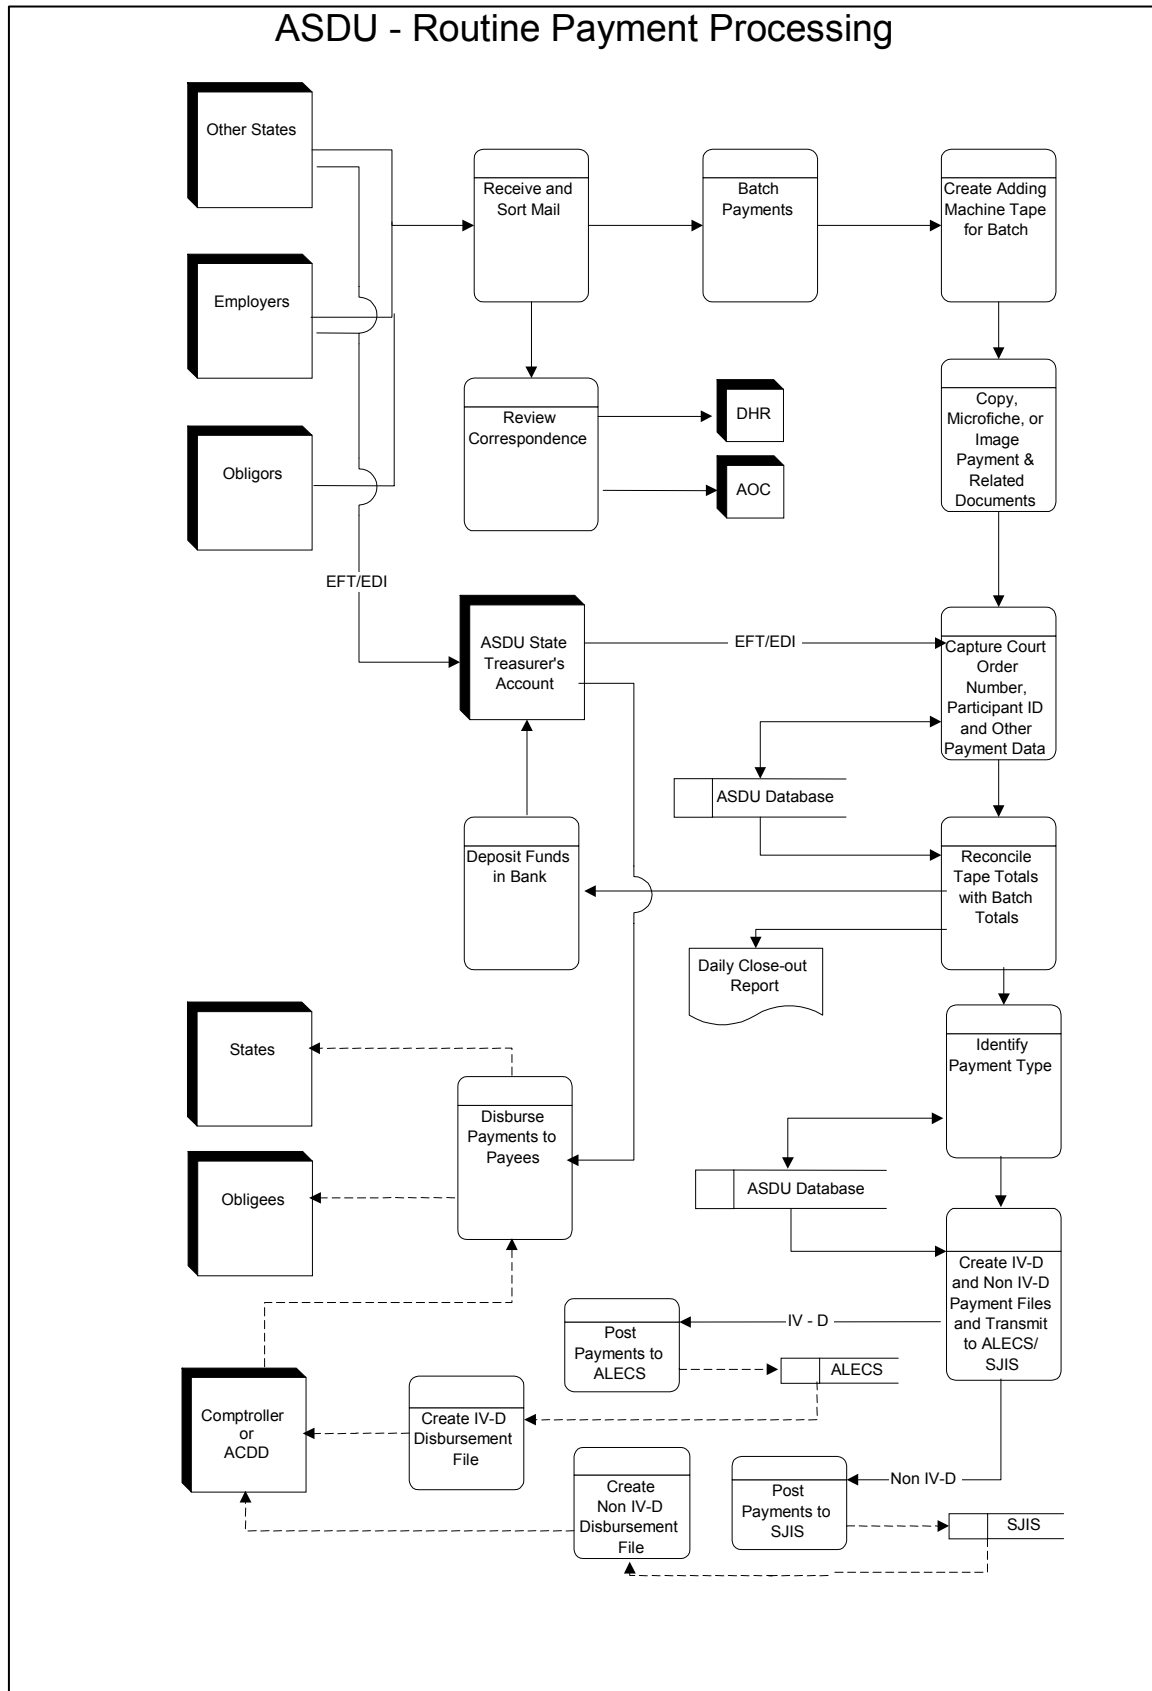 ASDU - Routine Payment Processing
Other States
Receive and
Sort Mail
Batch
Payments
Create Adding
Machine Tape
for Batch
Employers
Review
Correspondence
DHR
AOC
Copy,
Microfiche, or
Image
Payment &
Related
Documents
Obligors
EFT/EDI
ASDU State
Treasurer's
Account
EFT/EDI
Capture Court
Order
Number,
Participant ID
and Other
Payment Data
ASDU Database
Deposit Funds
in Bank
Reconcile
Tape Totals
with Batch
Totals
Daily Close-out
Report
States
Identify
Payment Type
Disburse
Payments to
Payees
Obligees
ASDU Database
Create IV-D
and Non IV-D
Payment Files
and Transmit
to ALECS/
SJIS
IV - D
Post
Payments to
ALECS
ALECS
Comptroller
or
ACDD
Create IV-D
Disbursement
File
Create
Non IV-D
Disbursement
File
Non IV-D
Post
Payments to
SJIS
SJIS